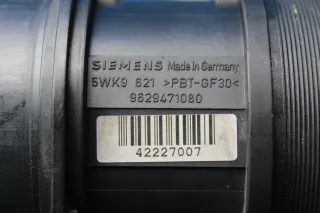 SIEMENS Made in Germany
5WK9 621 >PBT-GF30<
9629471080
42227007